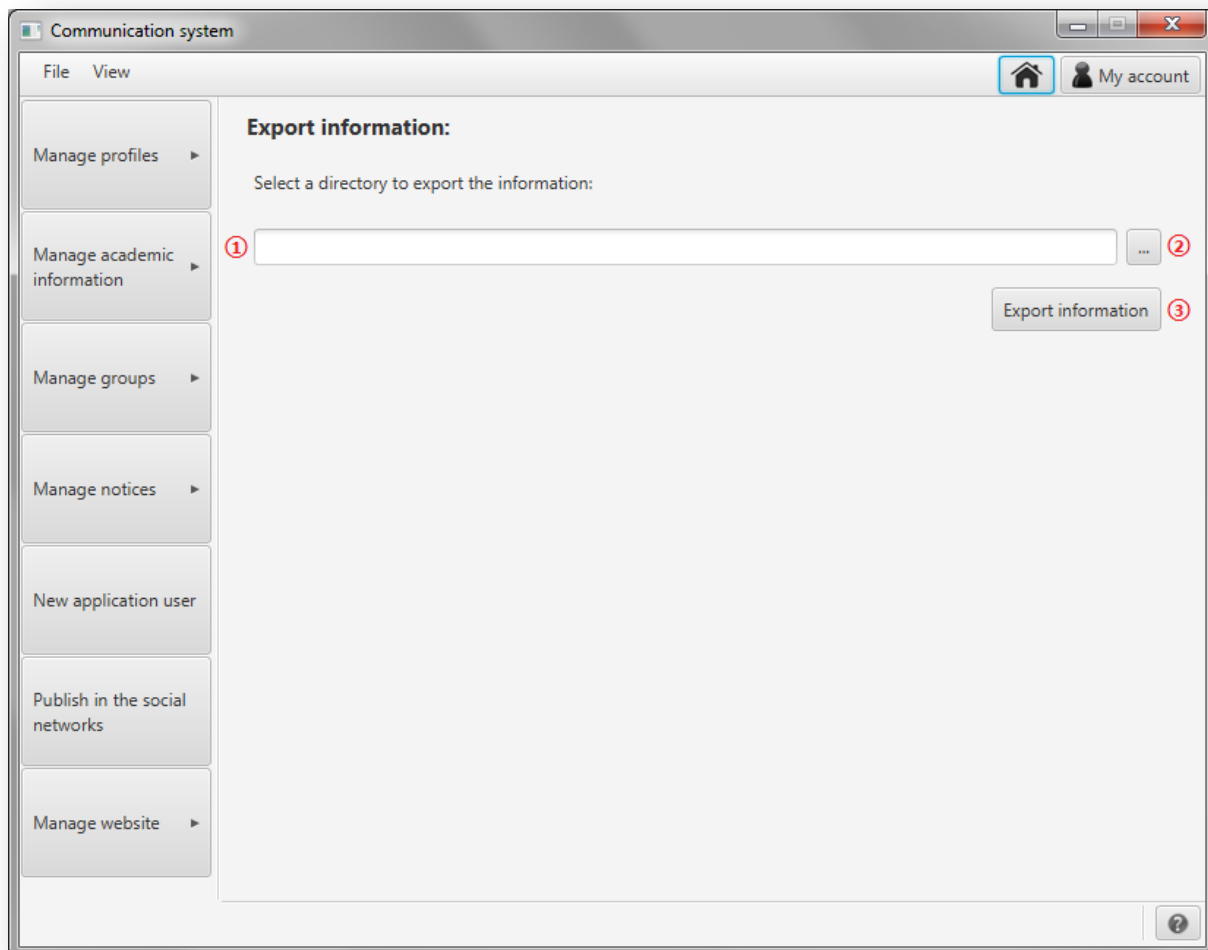 Communication system
File View
My account
Manage profiles
Manage academic
information
Manage groups
Manage notices
New application user
Publish in the social
networks
Manage website
Export information:
Select a directory to export the information:
①
... ②
Export information ③